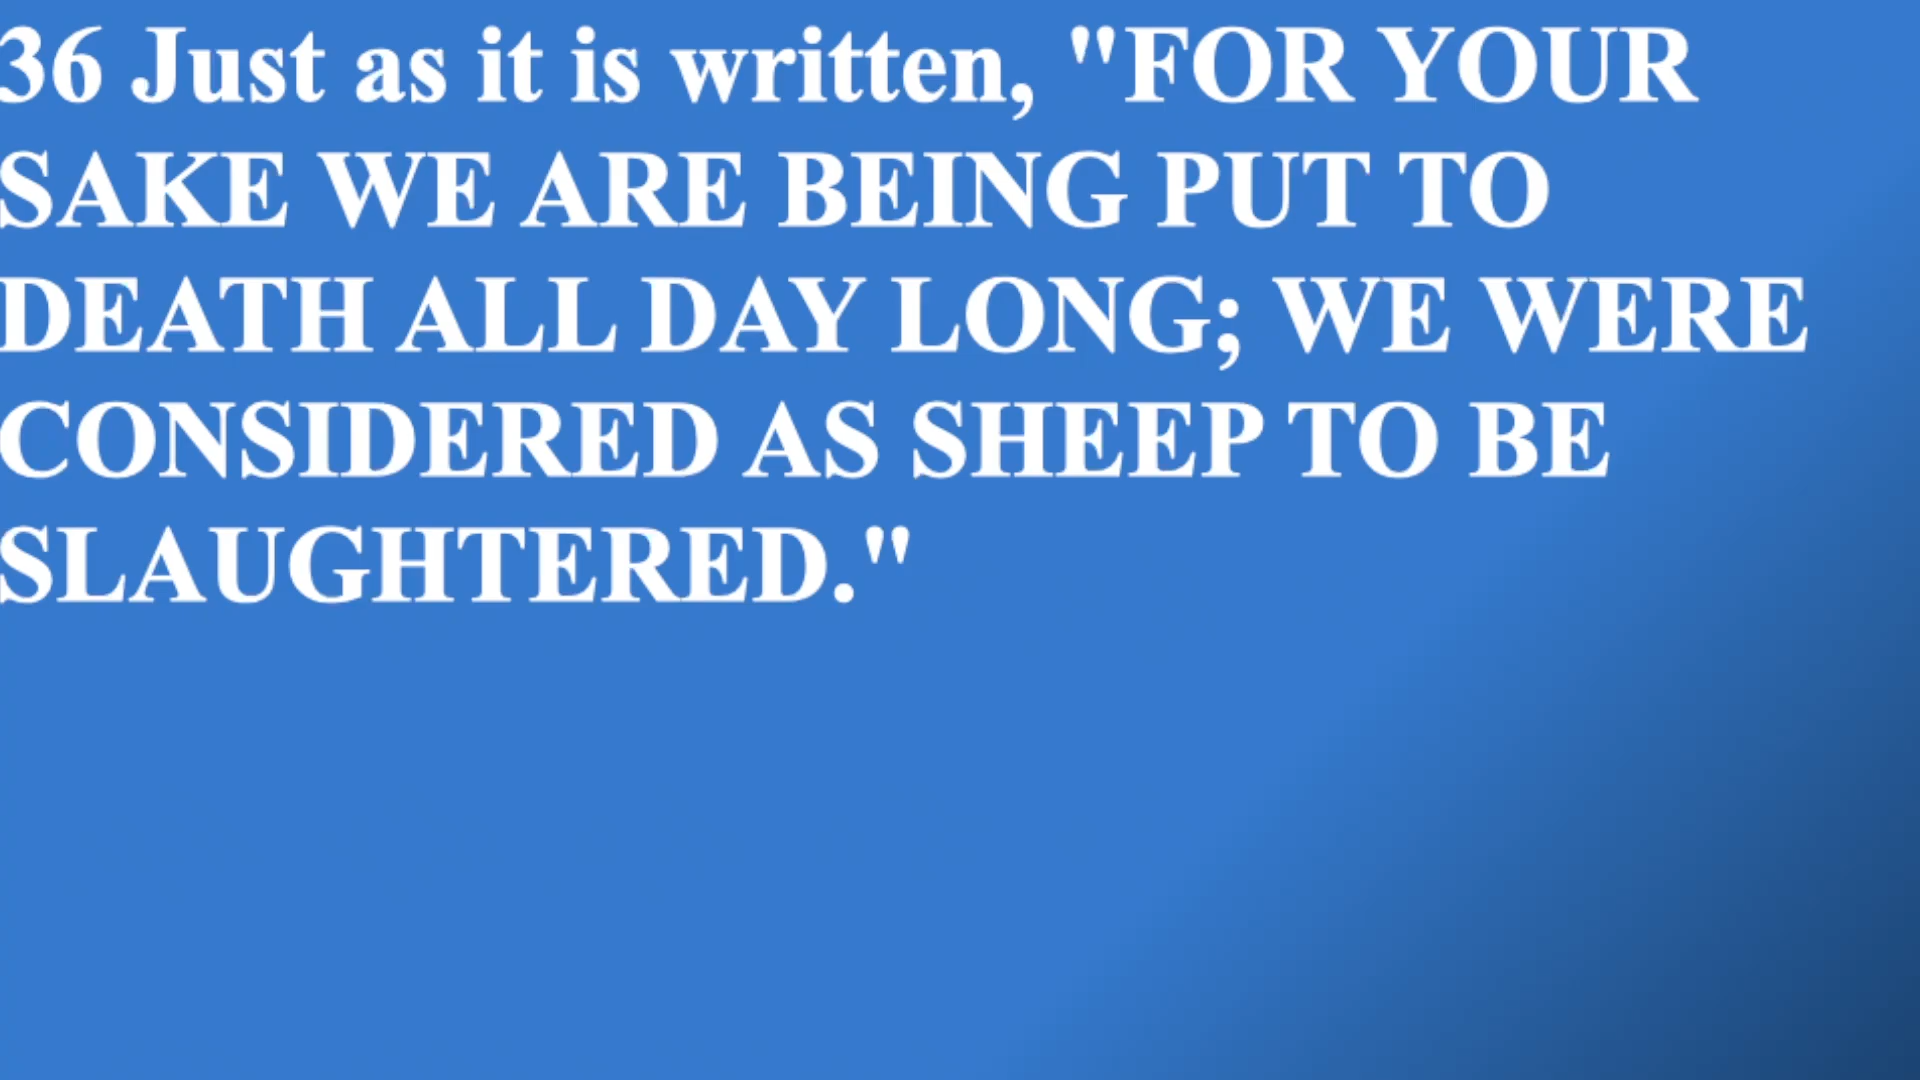 36 Just as it is written, "FOR YOUR
SAKE WE ARE BEING PUT TO
DEATH ALL DAY LONG; WE WERE
CONSIDERED AS SHEEP TO BE
SLAUGHTERED."